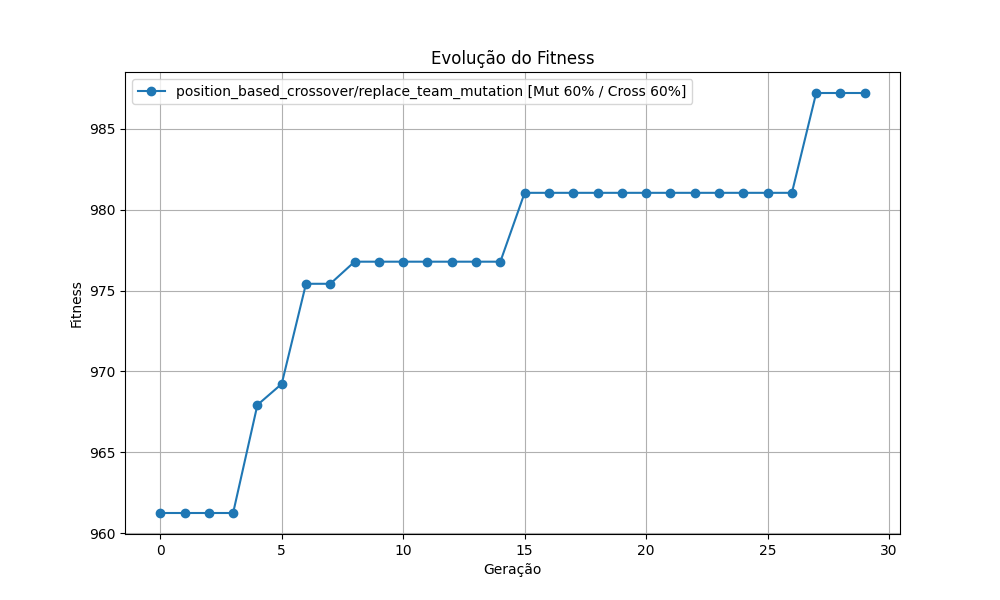 Evolução do Fitness
position_based_crossover/replace_team_mutation [Mut 60% / Cross 60%]
985
980
975
970
965
960
Fitness
0 5 10 15 20 25 30
Geração